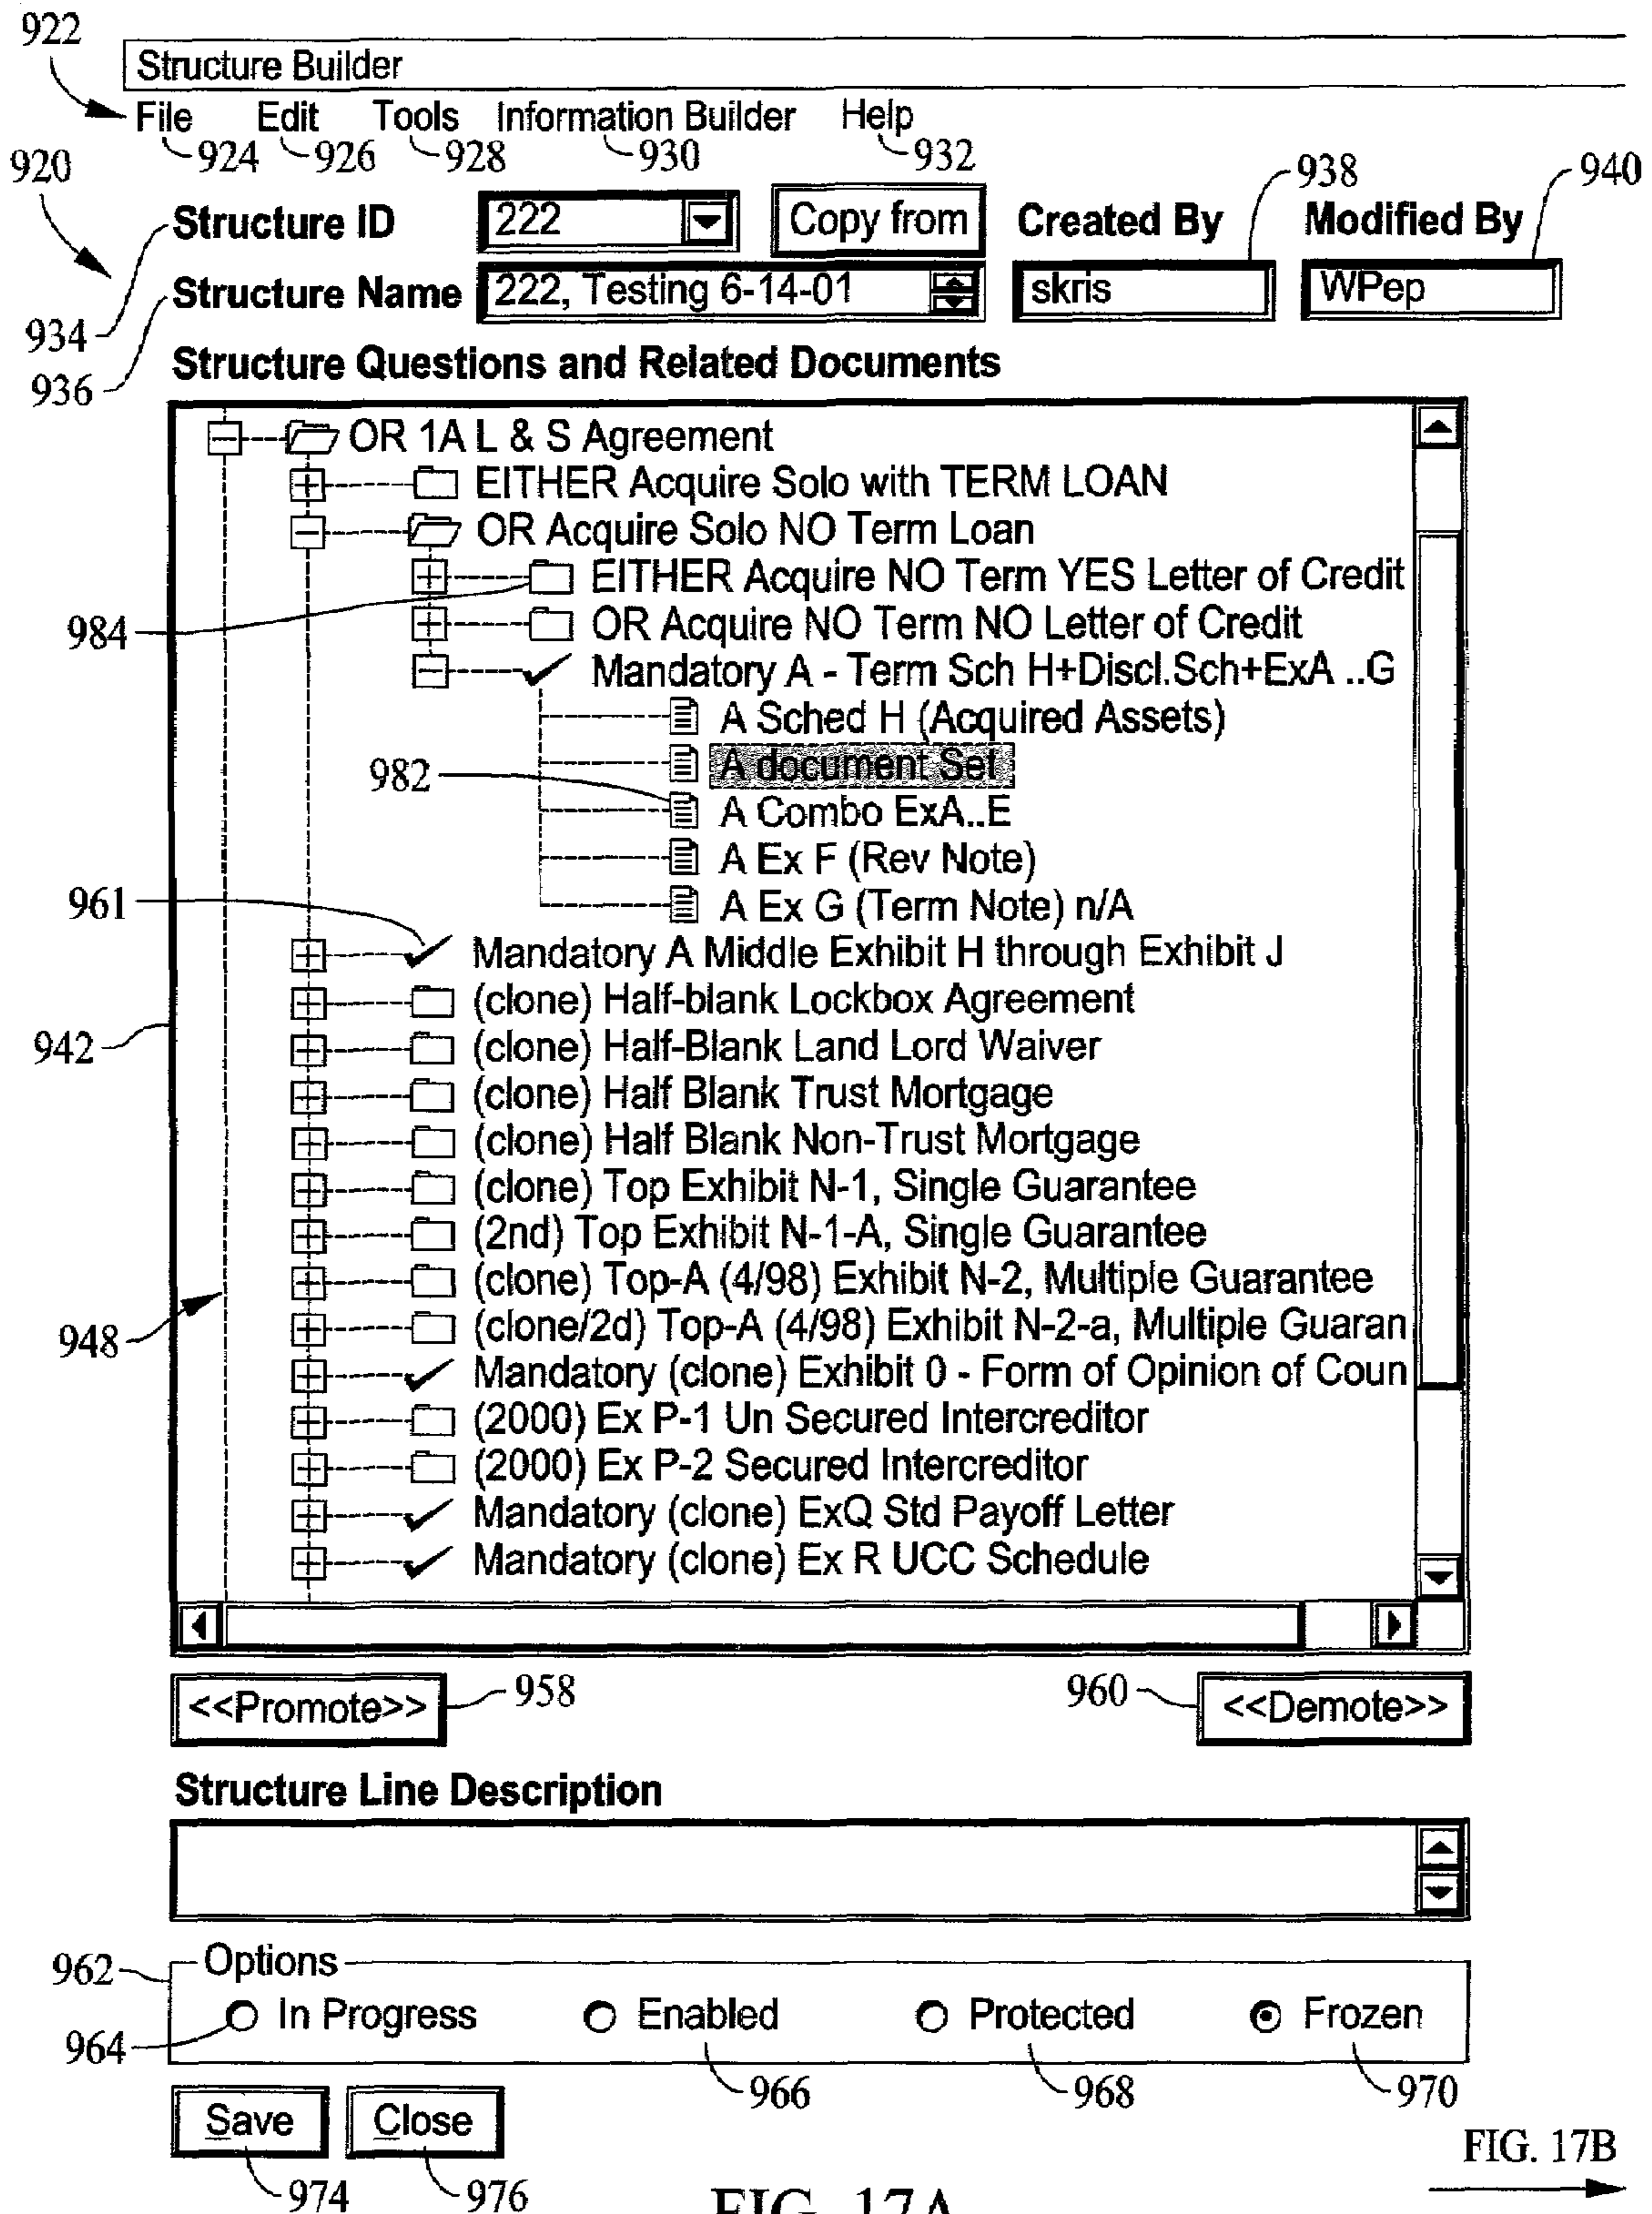 922
Structure Builder
File Edit Tools Information Builder Help
924 926 928 930 932
920 938 940
Structure ID 222 Copy from Created By Modified By
Structure Name 222, Testing 6-14-01 skris WPep
934
936
Structure Questions and Related Documents
OR 1A L & S Agreement
EITHER Acquire Solo with TERM LOAN
OR Acquire Solo NO Term Loan
EITHER Acquire NO Term YES Letter of Credit
984 OR Acquire NO Term NO Letter of Credit
Mandatory A - Term Sch H+Discl.Sch+ExA ..G
A Sched H (Acquired Assets)
982 A document Set
A Combo ExA..E
A Ex F (Rev Note)
961 A Ex G (Term Note) n/A
Mandatory A Middle Exhibit H through Exhibit J
(clone) Half-blank Lockbox Agreement
942 (clone) Half-Blank Land Lord Waiver
(clone) Half Blank Trust Mortgage
(clone) Half Blank Non-Trust Mortgage
(clone) Top Exhibit N-1, Single Guarantee
(2nd) Top Exhibit N-1-A, Single Guarantee
(clone) Top-A (4/98) Exhibit N-2, Multiple Guarantee
948 (clone/2d) Top-A (4/98) Exhibit N-2-a, Multiple Guaran
Mandatory (clone) Exhibit 0 - Form of Opinion of Coun
(2000) Ex P-1 Un Secured Intercreditor
(2000) Ex P-2 Secured Intercreditor
Mandatory (clone) ExQ Std Payoff Letter
Mandatory (clone) Ex R UCC Schedule
<<Promote>> 958 960 <<Demote>>
Structure Line Description
962 Options
In Progress Enabled Protected Frozen
964 966 968 970
Save Close
974 976
FIG. 17B
FIG. 17A